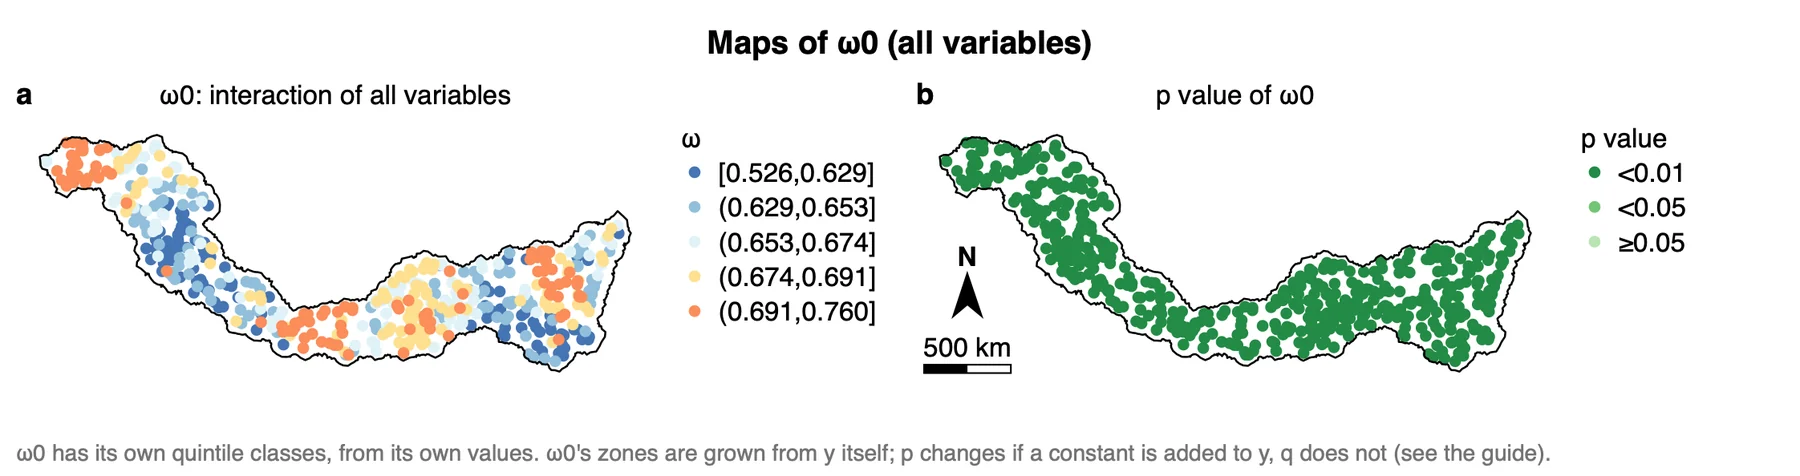 Maps of ω0 (all variables)
a
ω0: interaction of all variables
ω
[0.526,0.629]
(0.629,0.653]
(0.653,0.674]
(0.674,0.691]
(0.691,0.760]
b
p value of ω0
N
500 km
p value
<0.01
<0.05
≥0.05
ω0 has its own quintile classes, from its own values. ω0's zones are grown from y itself; p changes if a constant is added to y, q does not (see the guide).